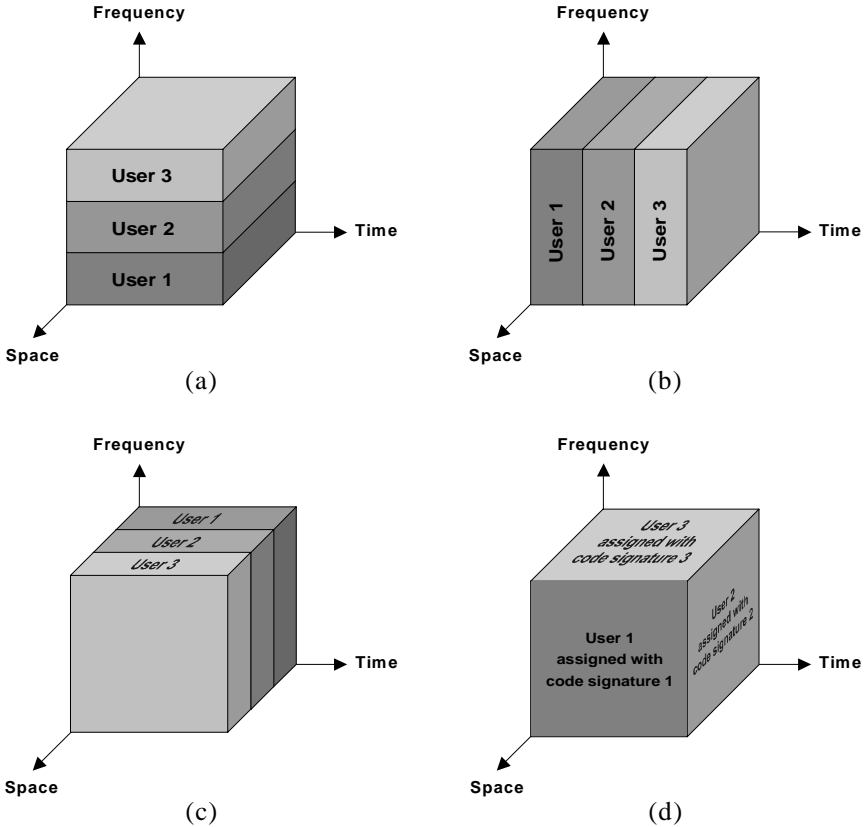 Frequency
User 3
User 2
User 1
Time
Space
(a)
Frequency
User 1
User 2
User 3
Time
Space
(b)
Frequency
User 1
User 2
User 3
Time
Space
(c)
Frequency
User 3
assigned with
code signature 3
User 2
assigned with
code signature 2
User 1
assigned with
code signature 1
Time
Space
(d)